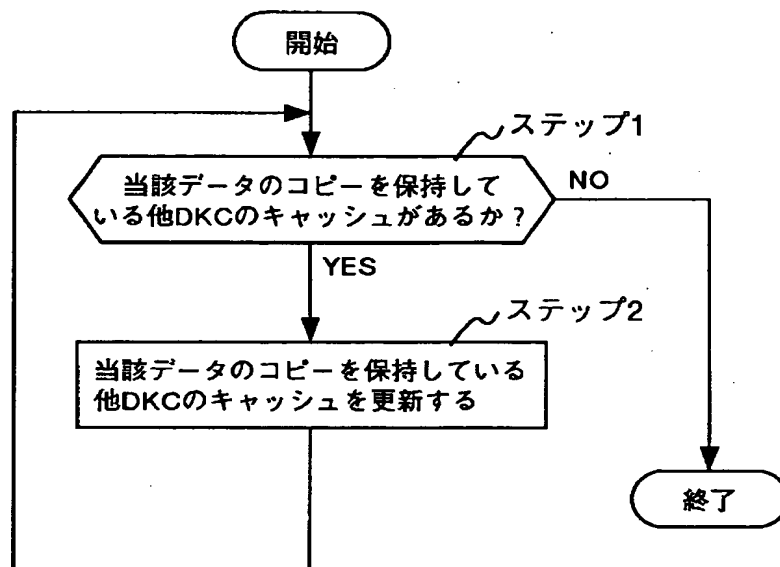 開始
ステップ1
当該データのコピーを保持して
いる他DKCのキャッシュがあるか？
NO
YES
ステップ2
当該データのコピーを保持している
他DKCのキャッシュを更新する
終了